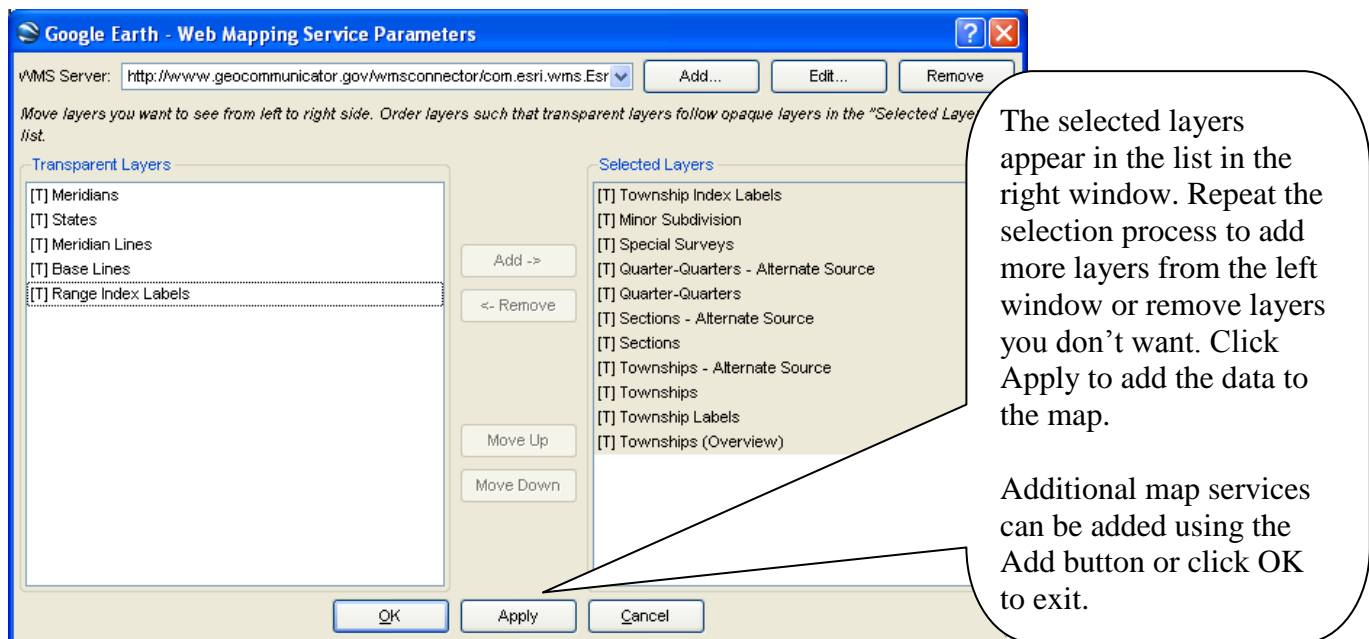 Google Earth - Web Mapping Service Parameters
WMS Server: http://www.geocommunicator.gov/wmsconnector/com.esri.wms.Esr Add... Edit... Remove
Move layers you want to see from left to right side. Order layers such that transparent layers follow opaque layers in the "Selected Laye
list.
Transparent Layers
[T] Meridians
[T] States
[T] Meridian Lines
[T] Base Lines
[T] Range Index Labels
Add ->
<- Remove
Move Up
Move Down
Selected Layers
[T] Township Index Labels
[T] Minor Subdivision
[T] Special Surveys
[T] Quarter-Quarters - Alternate Source
[T] Quarter-Quarters
[T] Sections - Alternate Source
[T] Sections
[T] Townships - Alternate Source
[T] Townships
[T] Township Labels
[T] Townships (Overview)
OK Apply Cancel
The selected layers
appear in the list in the
right window. Repeat the
selection process to add
more layers from the left
window or remove layers
you don’t want. Click
Apply to add the data to
the map.
Additional map services
can be added using the
Add button or click OK
to exit.